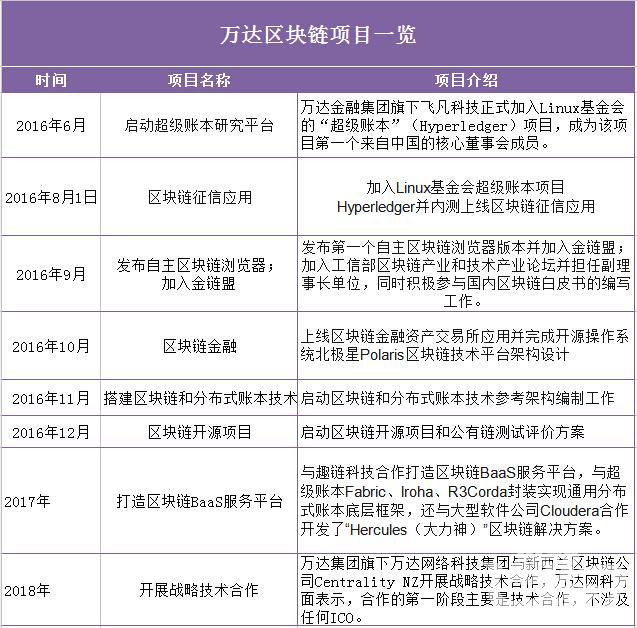 万达区块链项目一览
时间 项目名称 项目介绍
2016年6月 启动超级账本研究平台
万达金融集团旗下飞凡科技正式加入Linux基金会
的“超级账本”（Hyperledger）项目，成为该项
目第一个来自中国的核心董事会成员。
2016年8月1日 区块链征信应用
加入Linux基金会超级账本项目
Hyperledger并内测上线区块链征信应用
2016年9月
发布自主区块链浏览器；
加入金链盟
发布第一个自主区块链浏览器版本并加入金链盟；
加入工信部区块链产业和技术产业论坛并担任副理
事长单位，同时积极参与国内区块链白皮书的编写
工作。
2016年10月 区块链金融
上线区块链金融资产交易所应用并完成开源操作系
统北极星Polaris区块链技术平台架构设计
2016年11月 搭建区块链和分布式账本技术 启动区块链和分布式账本技术参考架构编制工作
2016年12月 区块链开源项目 启动区块链开源项目和公有链测试评价方案
2017年 打造区块链BaaS服务平台
与趣链科技合作打造区块链BaaS服务平台，与超
级账本Fabric、Iroha、R3Corda封装实现通用分布
式账本底层框架，还与大型软件公司Cloudera合作
开发了“Hercules（大力神）”区块链解决方案。
2018年 开展战略技术合作
万达集团旗下万达网络科技集团与新西兰区块链公
司Centrality NZ开展战略技术合作，万达网科方
面表示，合作的第一阶段主要是技术合作，不涉及
任何ICO。